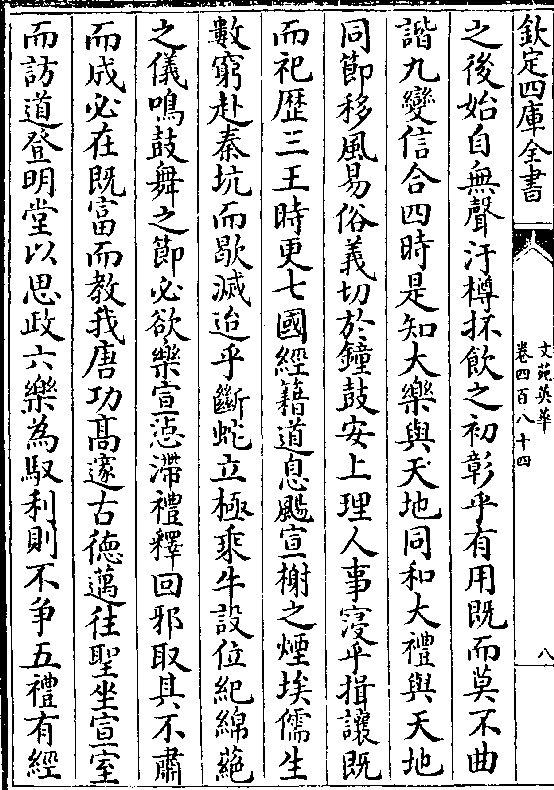 欽定四庫全書
文苑英華
卷四百八十四
八
之後始自無聲汙樽抔飲之初彰乎有用既而莫不曲
諧九變信合四時是知大樂與天地同和大禮與天地
同節移風易俗義切於鐘鼓安上理人事寖乎揖讓既
而祀歴三王時更七國經籍道息颺宣榭之煙埃儒生
數窮赴秦坑而歇滅迨乎斷蛇立極乘牛設位紀綿蕝
之儀鳴鼓舞之節必欲樂宣惉滯禮釋回邪取具不肅
而成必在既富而教我唐功髙邃古徳邁往聖坐宣室
而訪道登明堂以思政六樂為馭利則不争五禮有經